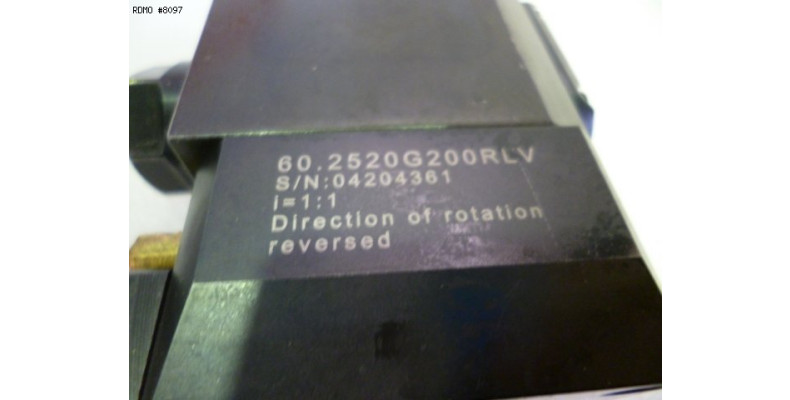 RDMO #8097
60.2520G200RLV
S/N:04204361
i=1:1
Direction of rotation
reversed